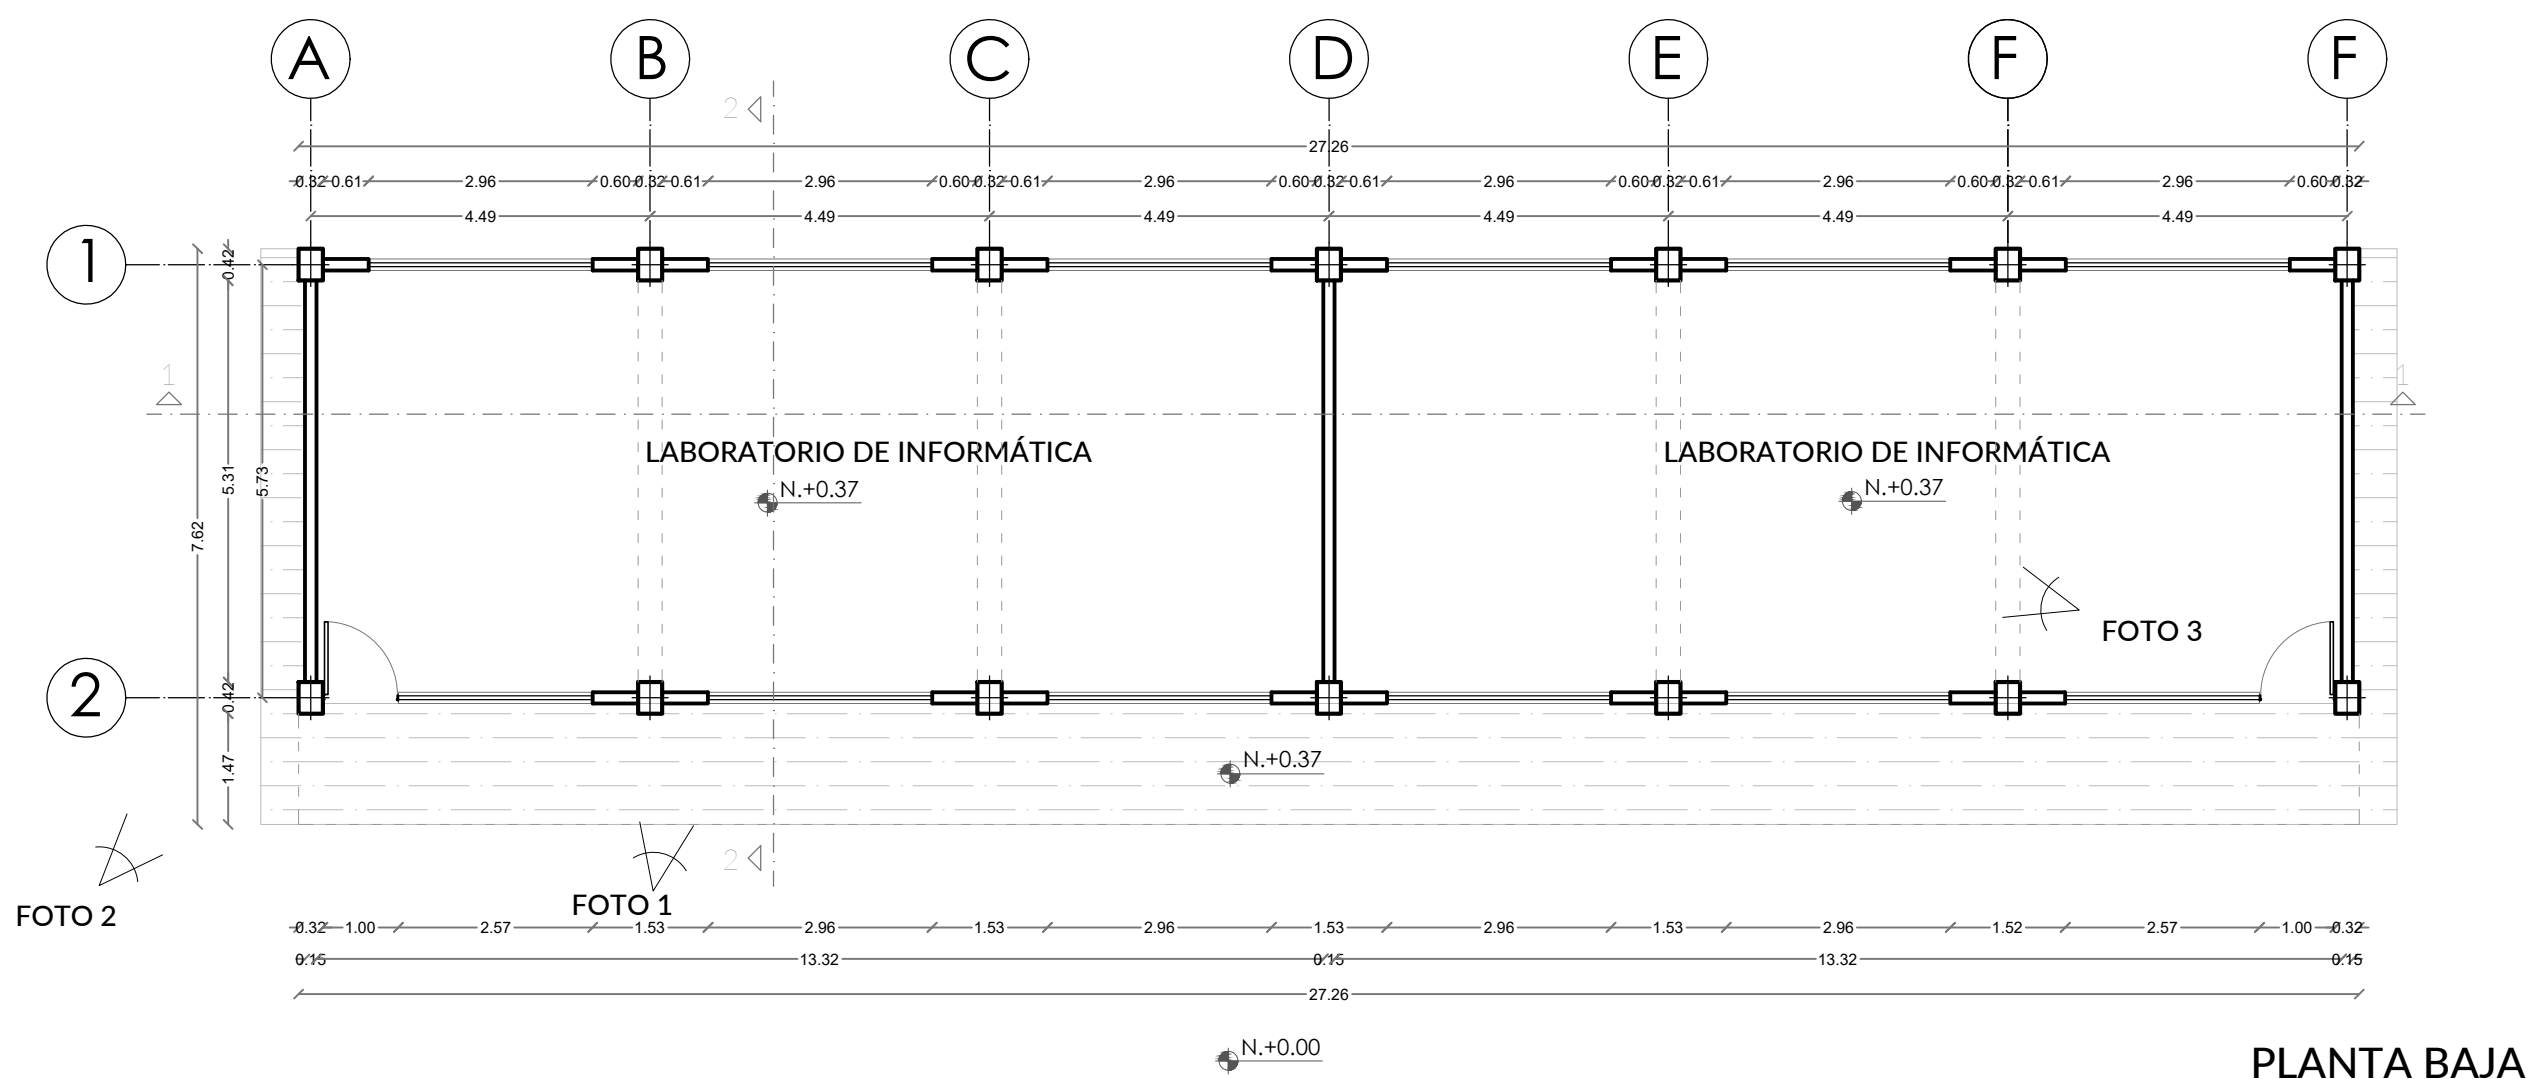 A B C D E F F
2
27.26
0.32 0.61 2.96 0.60 0.32 0.61 2.96 0.60 0.32 0.61 2.96 0.60 0.32 0.61 2.96 0.60 0.32 0.61 2.96 0.60 0.32 0.61 2.96 0.60 0.32
4.49 4.49 4.49 4.49 4.49 4.49
1
0.42
1 1
LABORATORIO DE INFORMÁTICA LABORATORIO DE INFORMÁTICA
5.31 5.73
N.+0.37 N.+0.37
7.62
FOTO 3
2
0.42
1.47
N.+0.37
2
FOTO 2 FOTO 1
0.32 1.00 2.57 1.53 2.96 1.53 2.96 1.53 2.96 1.53 2.96 1.52 2.57 1.00 0.32
0.15 13.32 0.15 13.32 0.15
27.26
N.+0.00
PLANTA BAJA